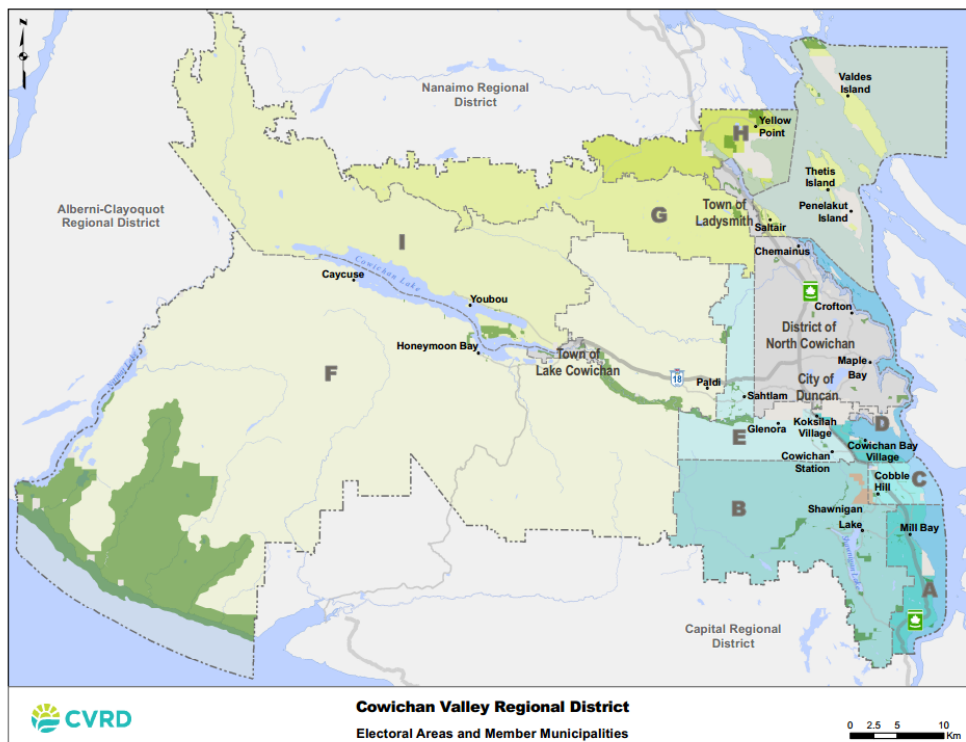 N
Nanaimo Regional
District
Valdes
Island
Yellow
Point
H
Thetis
Island
Alberni-Clayoquot
Regional District
Penelakut
Island
Town of
Ladysmith
G
Saltair
I
Chemainus
Cowichan Lake
Caycuse
Youbou
Crofton
District of
North Cowichan
Honeymoon Bay
Town of
Lake Cowichan
Maple
Bay
F
18
Paldi
City of
Duncan
Sahtlam
D
Glenora
Koksilah
Village
E
Cowichan Bay
Village
Cowichan
Station
Cobble
Hill
C
B
Shawnigan
Lake
Mill Bay
Shawnigan Lake
A
Capital Regional
District
CVRD
Cowichan Valley Regional District
Electoral Areas and Member Municipalities
0 2.5 5 10
Km